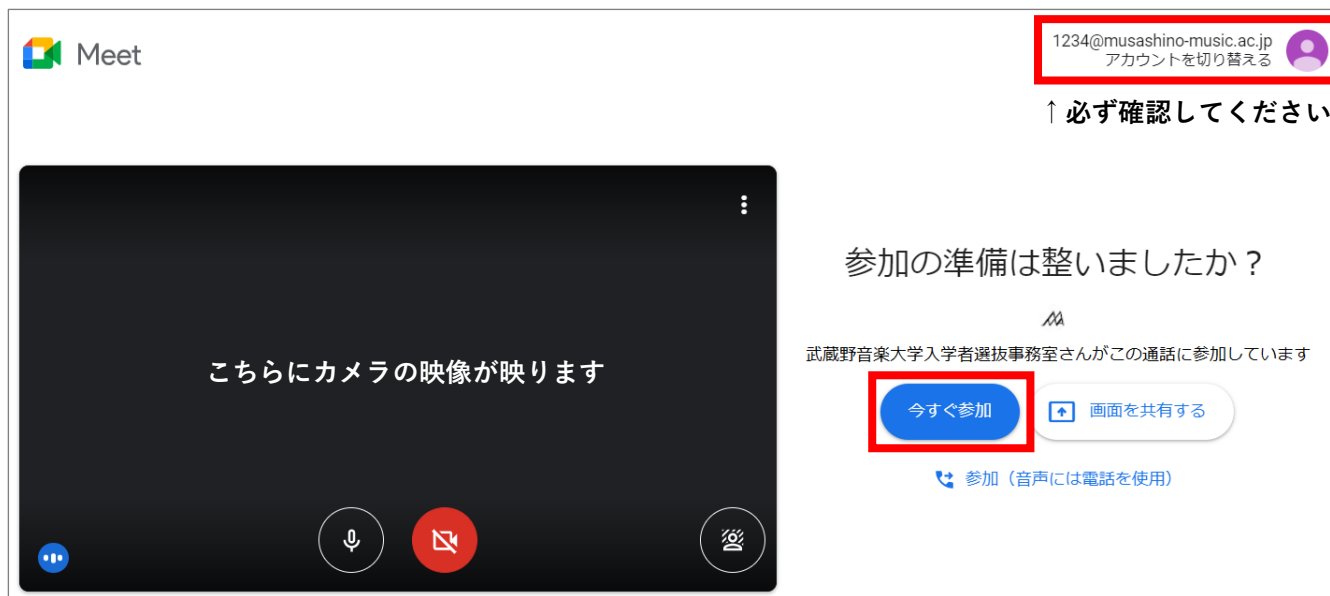 Meet
1234@musashino-music.ac.jp
アカウントを切り替える
↑必ず確認してください
こちらにカメラの映像が映ります
参加の準備は整いましたか？
武蔵野音楽大学入学者選抜事務室さんがこの通話に参加しています
今すぐ参加
画面を共有する
参加（音声には電話を使用）